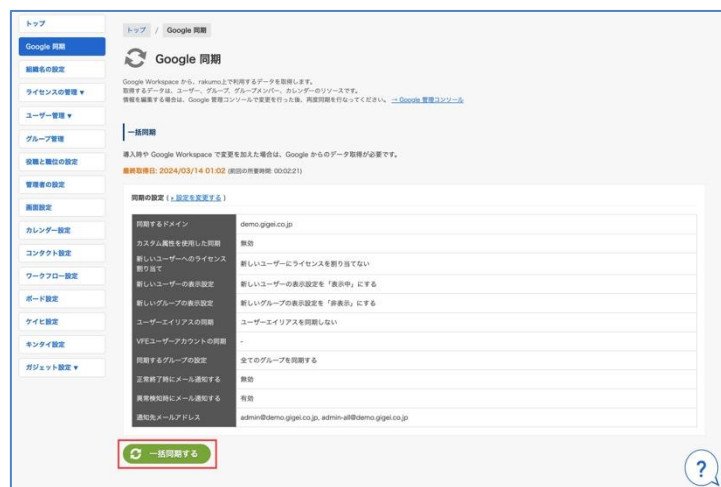 トップ
Google 同期
組織名の設定
ライセンスの管理 ▼
ユーザー管理 ▼
グループ管理
役職と職位の設定
管理者の設定
画面設定
カレンダー設定
コンタクト設定
ワークフロー設定
ボード設定
ケイヒ設定
キンタイ設定
ガジェット設定 ▼
トップ / Google 同期
Google 同期
Google Workspace から、rakumo上で利用するデータを取得します。
取得するデータは、ユーザー、グループ、グループメンバー、カレンダーのリソースです。
情報を編集する場合は、Google 管理コンソールで変更を行った後、再度同期を行なってください。 → Google 管理コンソール
一括同期
導入時や Google Workspace で変更を加えた場合は、Google からのデータ取得が必要です。
最終取得日: 2024/03/14 01:02 (前回の所要時間: 00:02:21)
同期の設定 ( + 設定を変更する )
同期するドメイン demo.gigei.co.jp
カスタム属性を使用した同期 無効
新しいユーザーへのライセンス割り当て 新しいユーザーにライセンスを割り当てない
新しいユーザーの表示設定 新しいユーザーの表示設定を「表示中」にする
新しいグループの表示設定 新しいグループの表示設定を「非表示」にする
ユーザーエイリアスの同期 ユーザーエイリアスを同期しない
VFEユーザーアカウントの同期 -
同期するグループの設定 全てのグループを同期する
正常終了時にメール通知する 無効
異常検知時にメール通知する 有効
通知先メールアドレス admin@demo.gigei.co.jp, admin-all@demo.gigei.co.jp
一括同期する
?